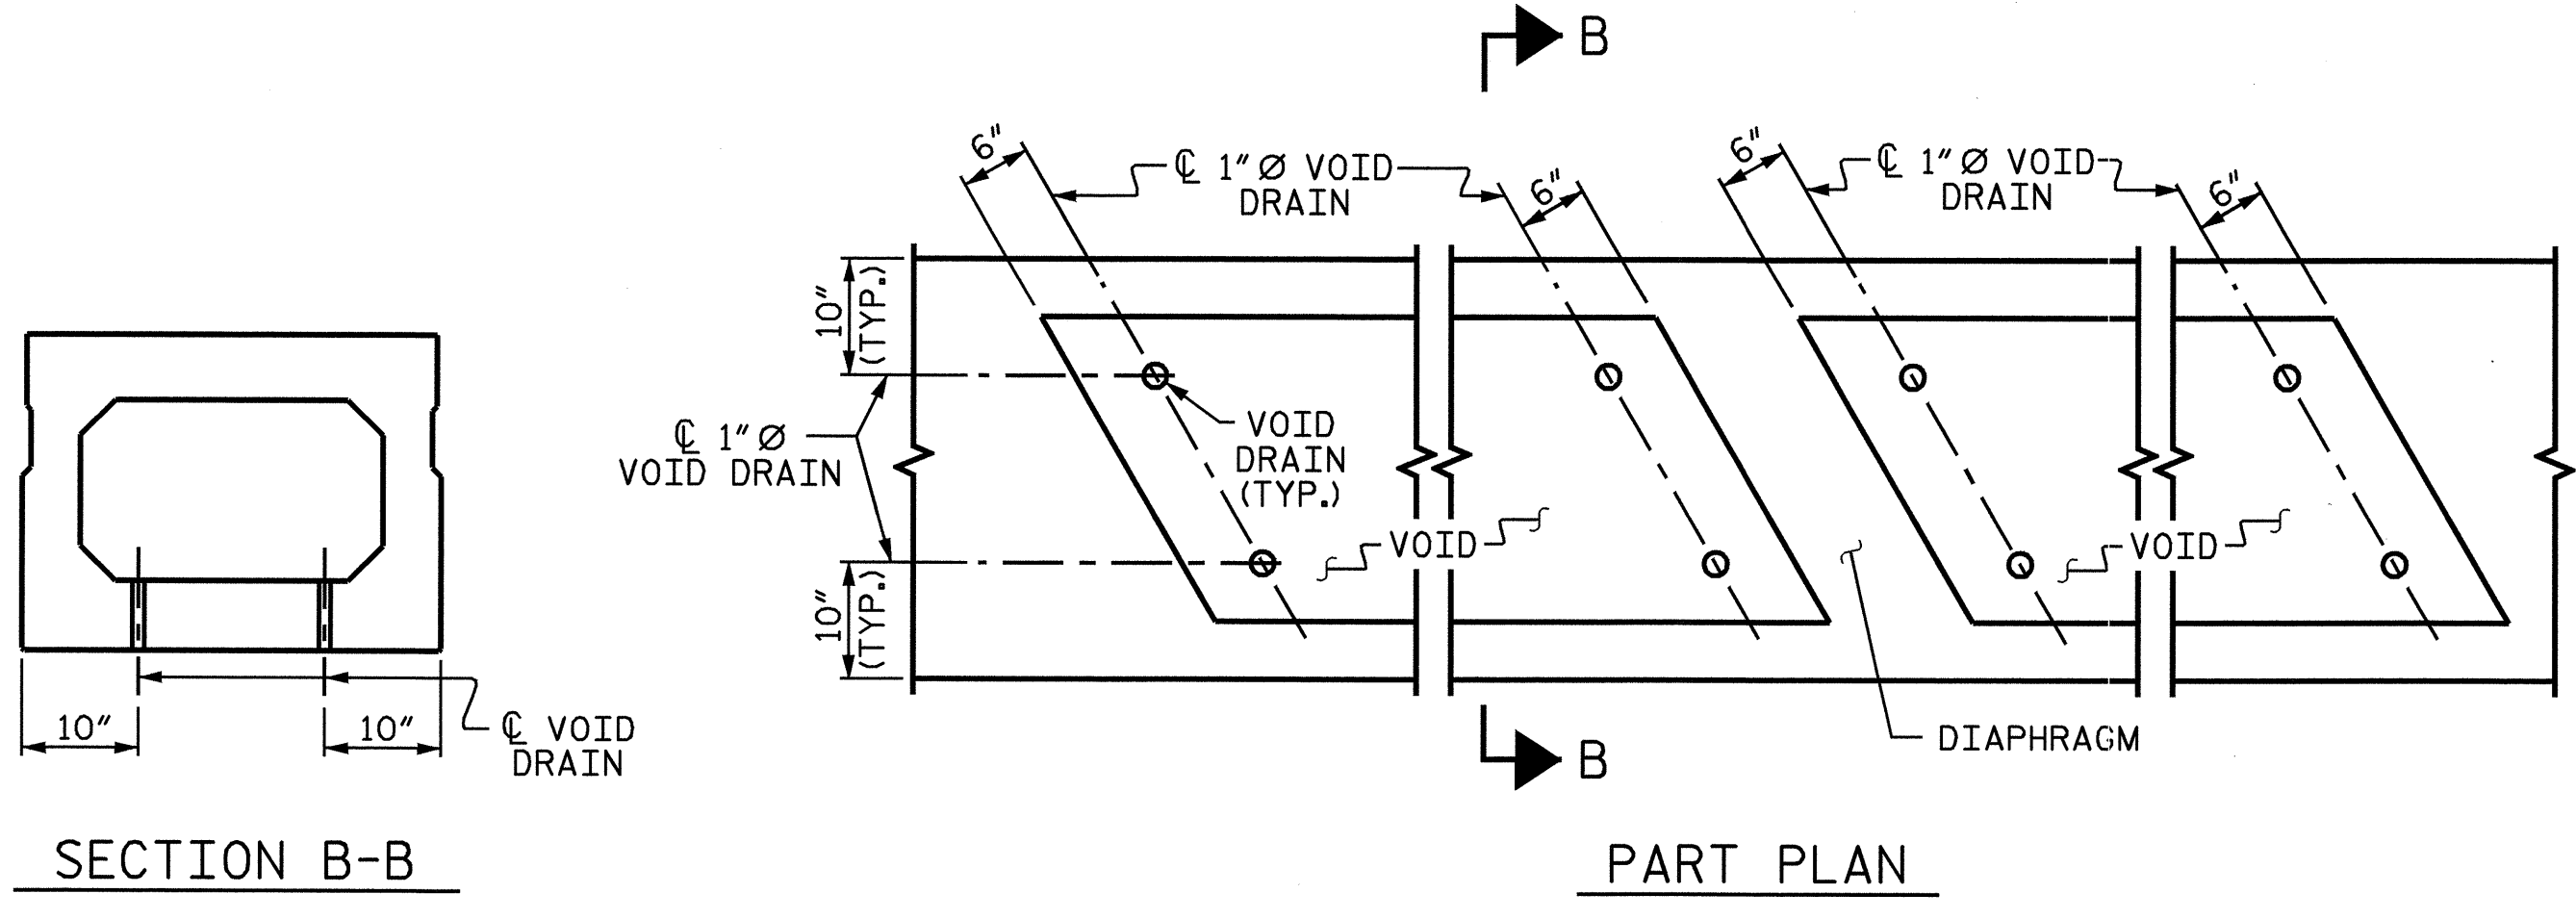 B
6"
℄ 1" Ø VOID
DRAIN
6"
6"
℄ 1" Ø VOID
DRAIN
6"
10"
(TYP.)
℄ 1" Ø
VOID DRAIN
VOID
DRAIN
(TYP.)
VOID
VOID
10"
(TYP.)
10"
10"
℄ VOID
DRAIN
DIAPHRAGM
B
SECTION B-B
PART PLAN